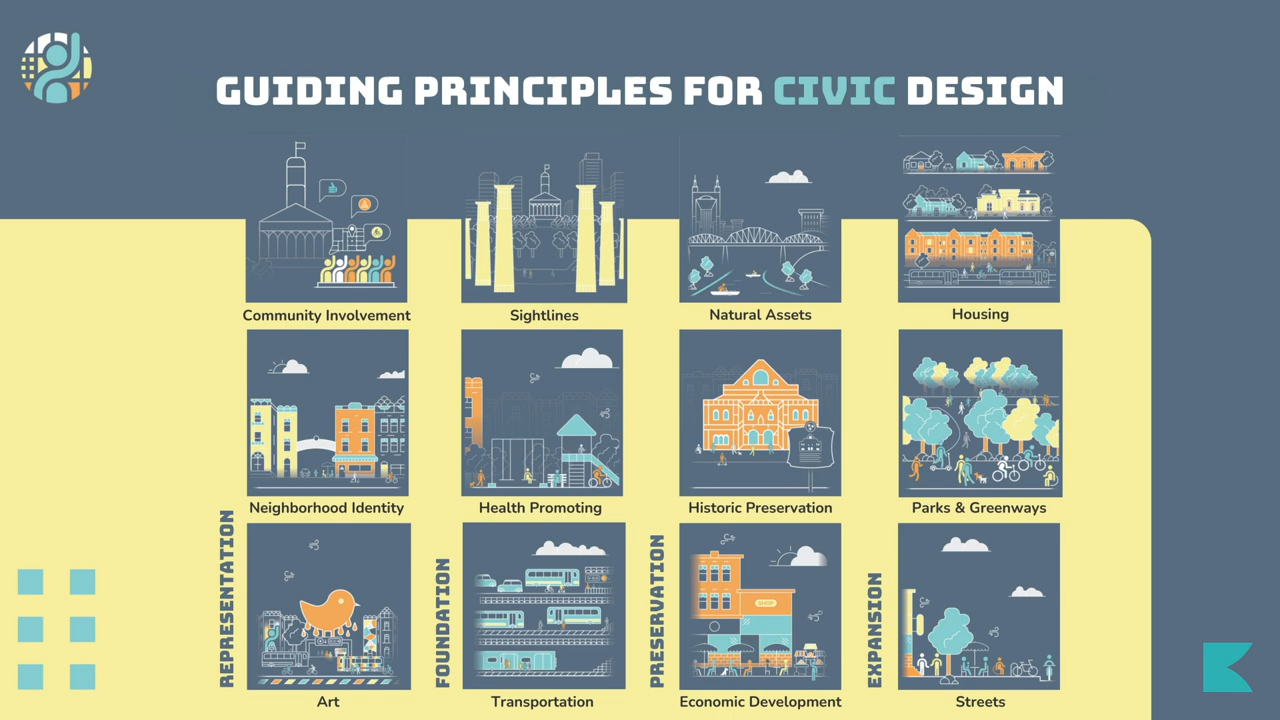 GUIDING PRINCIPLES FOR CIVIC DESIGN
Community Involvement
Sightlines
Natural Assets
Housing
Neighborhood Identity
Health Promoting
Historic Preservation
Parks & Greenways
REPRESENTATION
FOUNDATION
PRESERVATION
EXPANSION
SHOP
Art
Transportation
Economic Development
Streets